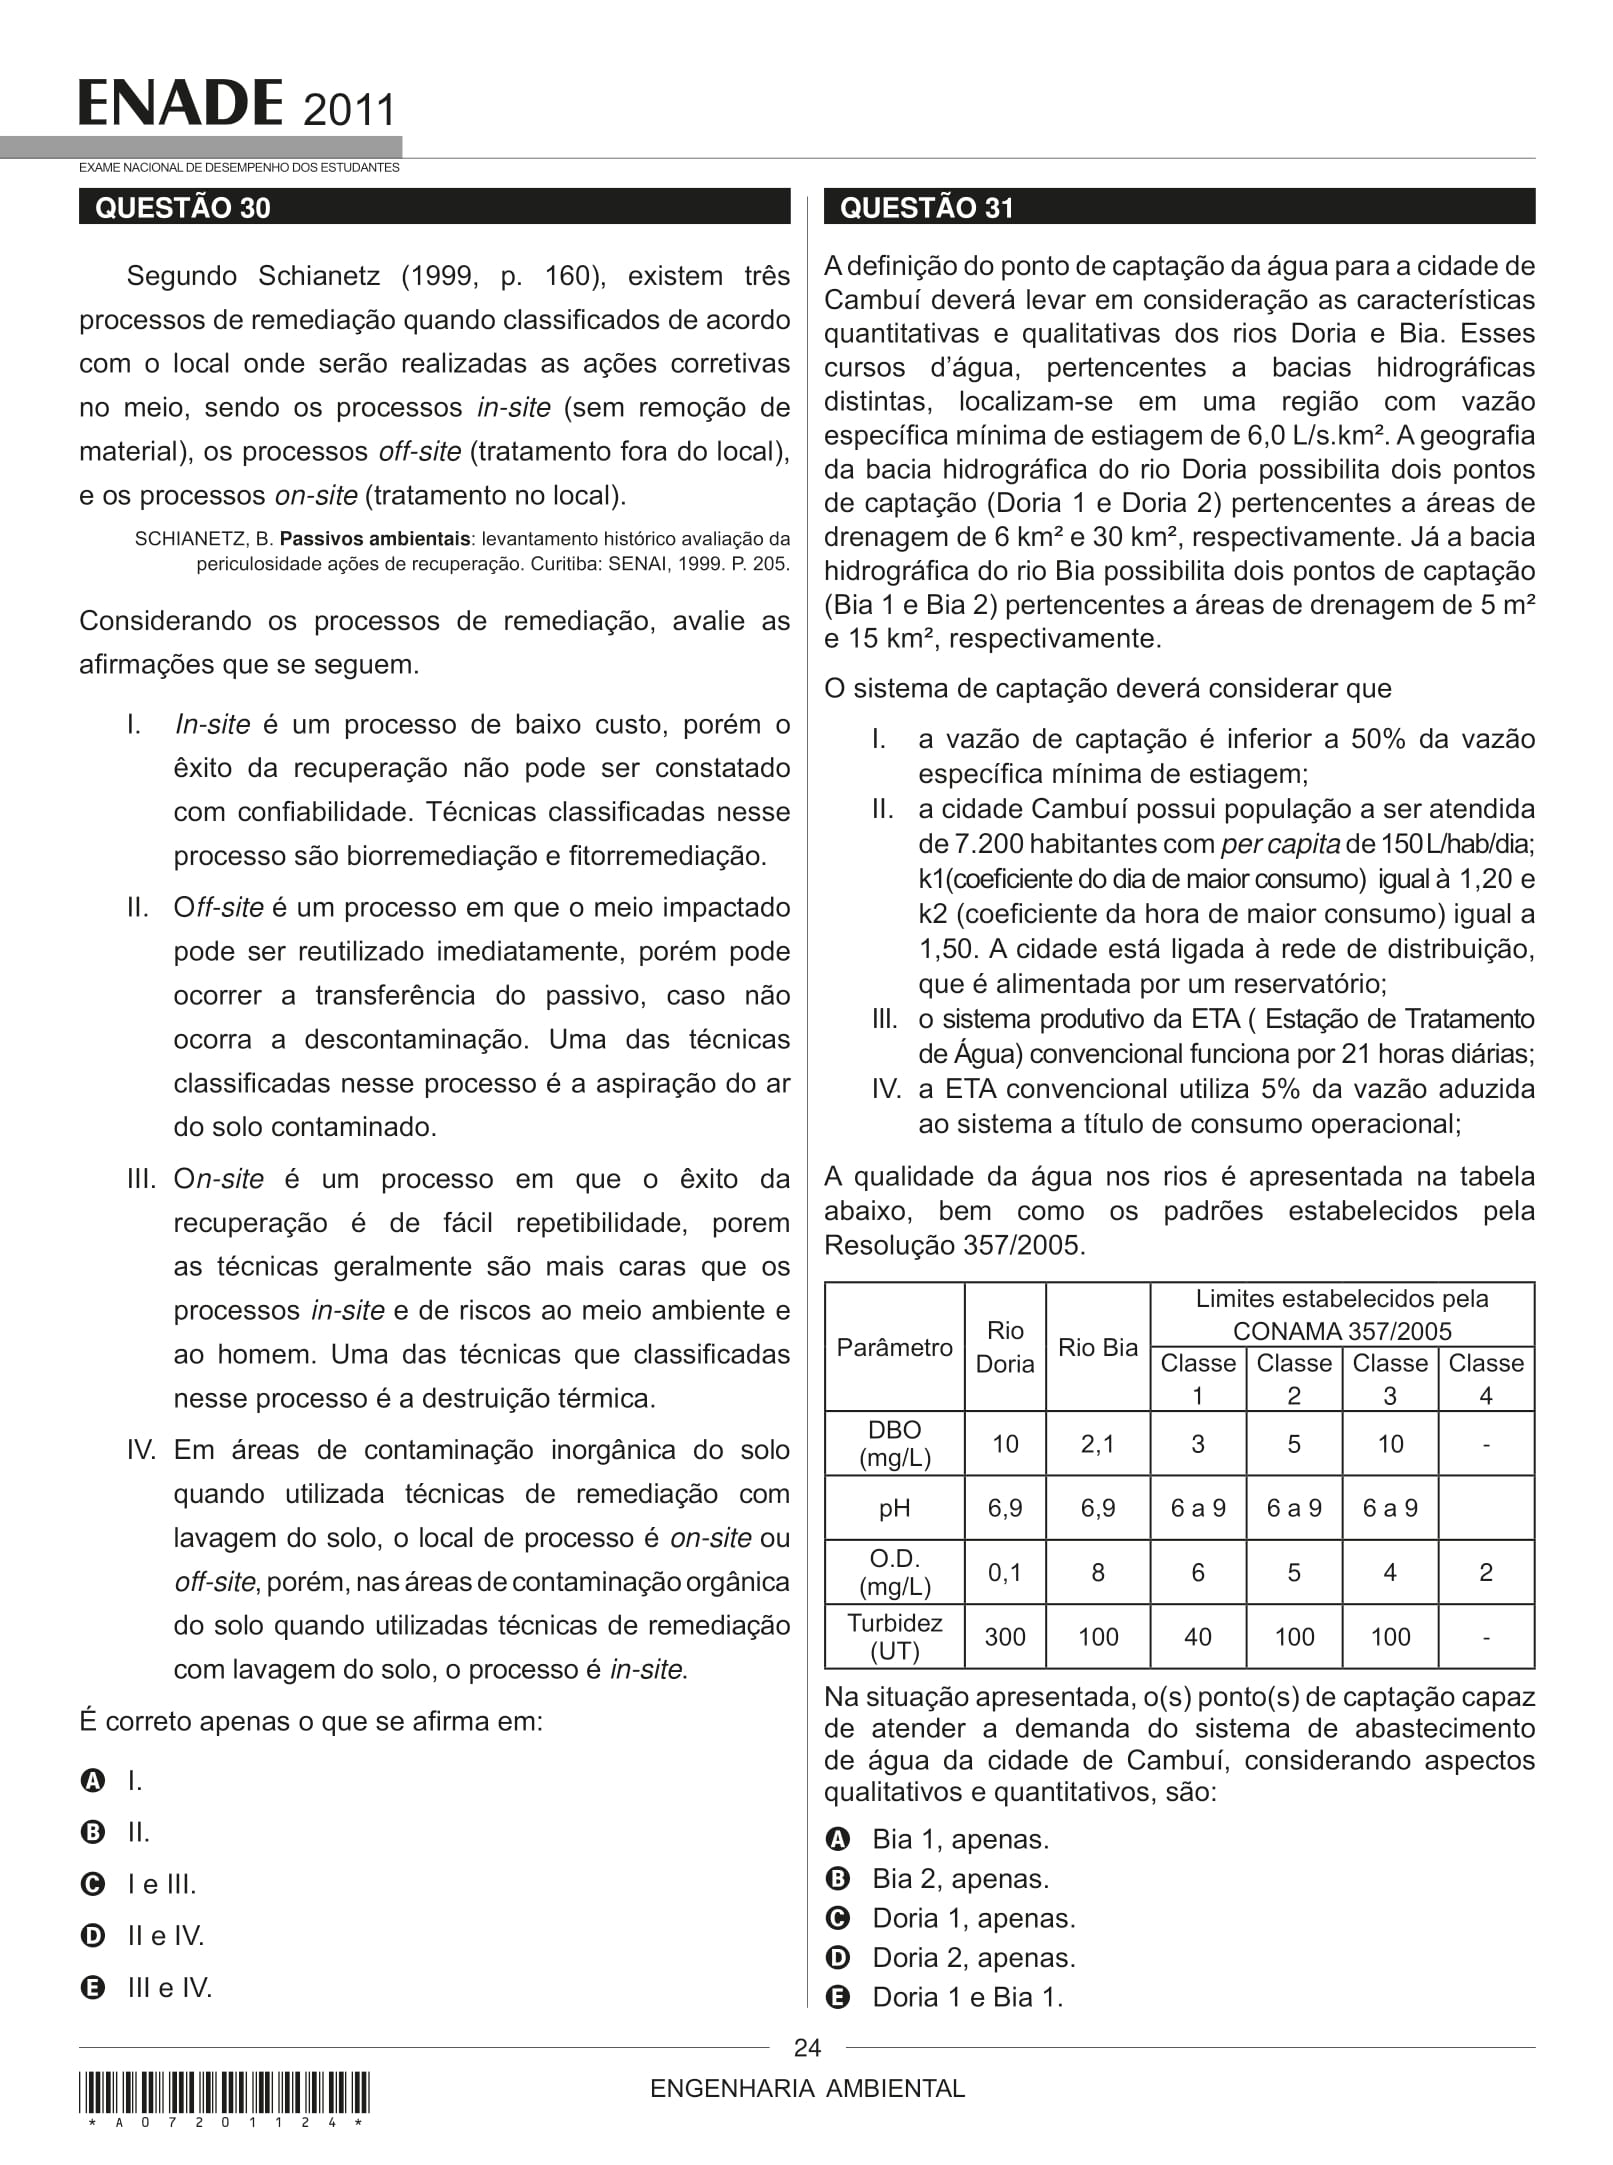 ENADE 2011
EXAME NACIONAL DE DESEMPENHO DOS ESTUDANTES
QUESTÃO 30
Segundo Schianetz (1999, p. 160), existem três
processos de remediação quando classificados de acordo
com o local onde serão realizadas as ações corretivas
no meio, sendo os processos in-site (sem remoção de
material), os processos off-site (tratamento fora do local),
e os processos on-site (tratamento no local).
SCHIANETZ, B. Passivos ambientais: levantamento histórico avaliação da
periculosidade ações de recuperação. Curitiba: SENAI, 1999. P. 205.
Considerando os processos de remediação, avalie as
afirmações que se seguem.
I. In-site é um processo de baixo custo, porém o
êxito da recuperação não pode ser constatado
com confiabilidade. Técnicas classificadas nesse
processo são biorremediação e fitorremediação.
II. Off-site é um processo em que o meio impactado
pode ser reutilizado imediatamente, porém pode
ocorrer a transferência do passivo, caso não
ocorra a descontaminação. Uma das técnicas
classificadas nesse processo é a aspiração do ar
do solo contaminado.
III. On-site é um processo em que o êxito da
recuperação é de fácil repetibilidade, porem
as técnicas geralmente são mais caras que os
processos in-site e de riscos ao meio ambiente e
ao homem. Uma das técnicas que classificadas
nesse processo é a destruição térmica.
IV. Em áreas de contaminação inorgânica do solo
quando utilizada técnicas de remediação com
lavagem do solo, o local de processo é on-site ou
off-site, porém, nas áreas de contaminação orgânica
do solo quando utilizadas técnicas de remediação
com lavagem do solo, o processo é in-site.
É correto apenas o que se afirma em:
A I.
B II.
C I e III.
D II e IV.
E III e IV.
QUESTÃO 31
A definição do ponto de captação da água para a cidade de
Cambuí deverá levar em consideração as características
quantitativas e qualitativas dos rios Doria e Bia. Esses
cursos d’água, pertencentes a bacias hidrográficas
distintas, localizam-se em uma região com vazão
específica mínima de estiagem de 6,0 L/s.km². A geografia
da bacia hidrográfica do rio Doria possibilita dois pontos
de captação (Doria 1 e Doria 2) pertencentes a áreas de
drenagem de 6 km² e 30 km², respectivamente. Já a bacia
hidrográfica do rio Bia possibilita dois pontos de captação
(Bia 1 e Bia 2) pertencentes a áreas de drenagem de 5 m²
e 15 km², respectivamente.
O sistema de captação deverá considerar que
I. a vazão de captação é inferior a 50% da vazão
específica mínima de estiagem;
II. a cidade Cambuí possui população a ser atendida
de 7.200 habitantes com per capita de 150 L/hab/dia;
k1(coeficiente do dia de maior consumo) igual à 1,20 e
k2 (coeficiente da hora de maior consumo) igual a
1,50. A cidade está ligada à rede de distribuição,
que é alimentada por um reservatório;
III. o sistema produtivo da ETA ( Estação de Tratamento
de Água) convencional funciona por 21 horas diárias;
IV. a ETA convencional utiliza 5% da vazão aduzida
ao sistema a título de consumo operacional;
A qualidade da água nos rios é apresentada na tabela
abaixo, bem como os padrões estabelecidos pela
Resolução 357/2005.
Parâmetro Rio Doria Rio Bia Limites estabelecidos pela
CONAMA 357/2005
Classe 1 Classe 2 Classe 3 Classe 4
DBO (mg/L) 10 2,1 3 5 10 -
pH 6,9 6,9 6 a 9 6 a 9 6 a 9
O.D. (mg/L) 0,1 8 6 5 4 2
Turbidez (UT) 300 100 40 100 100 -
Na situação apresentada, o(s) ponto(s) de captação capaz
de atender a demanda do sistema de abastecimento
de água da cidade de Cambuí, considerando aspectos
qualitativos e quantitativos, são:
A Bia 1, apenas.
B Bia 2, apenas.
C Doria 1, apenas.
D Doria 2, apenas.
E Doria 1 e Bia 1.
24
ENGENHARIA AMBIENTAL
* A 0 7 2 0 1 1 2 4 *